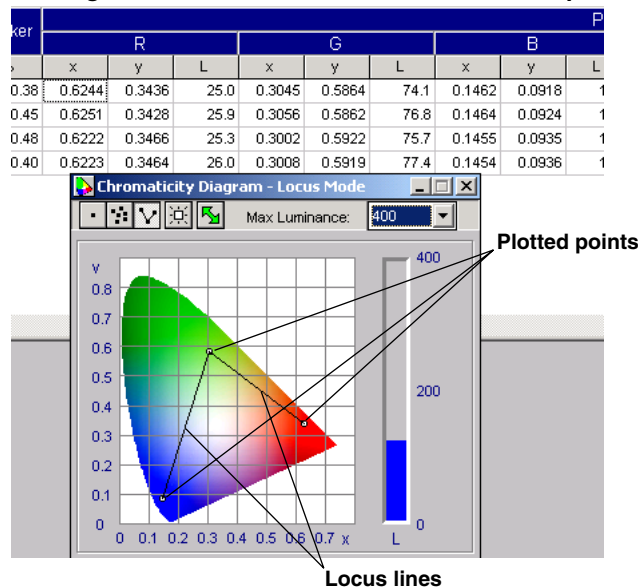 ker P
R G B
x y L x y L x y L
0.38 0.6244 0.3436 25.0 0.3045 0.5864 74.1 0.1462 0.0918 1
0.45 0.6251 0.3428 25.9 0.3056 0.5862 76.8 0.1464 0.0924 1
0.48 0.6222 0.3466 25.3 0.3002 0.5922 75.7 0.1455 0.0935 1
0.40 0.6223 0.3464 26.0 0.3008 0.5919 77.4 0.1454 0.0936 1
Chromaticity Diagram - Locus Mode
Max Luminance: 400
Plotted points
y
0.8
0.7
0.6
0.5
0.4
0.3
0.2
0.1
0
0 0.1 0.2 0.3 0.4 0.5 0.6 0.7 x
400
200
0
L
Locus lines